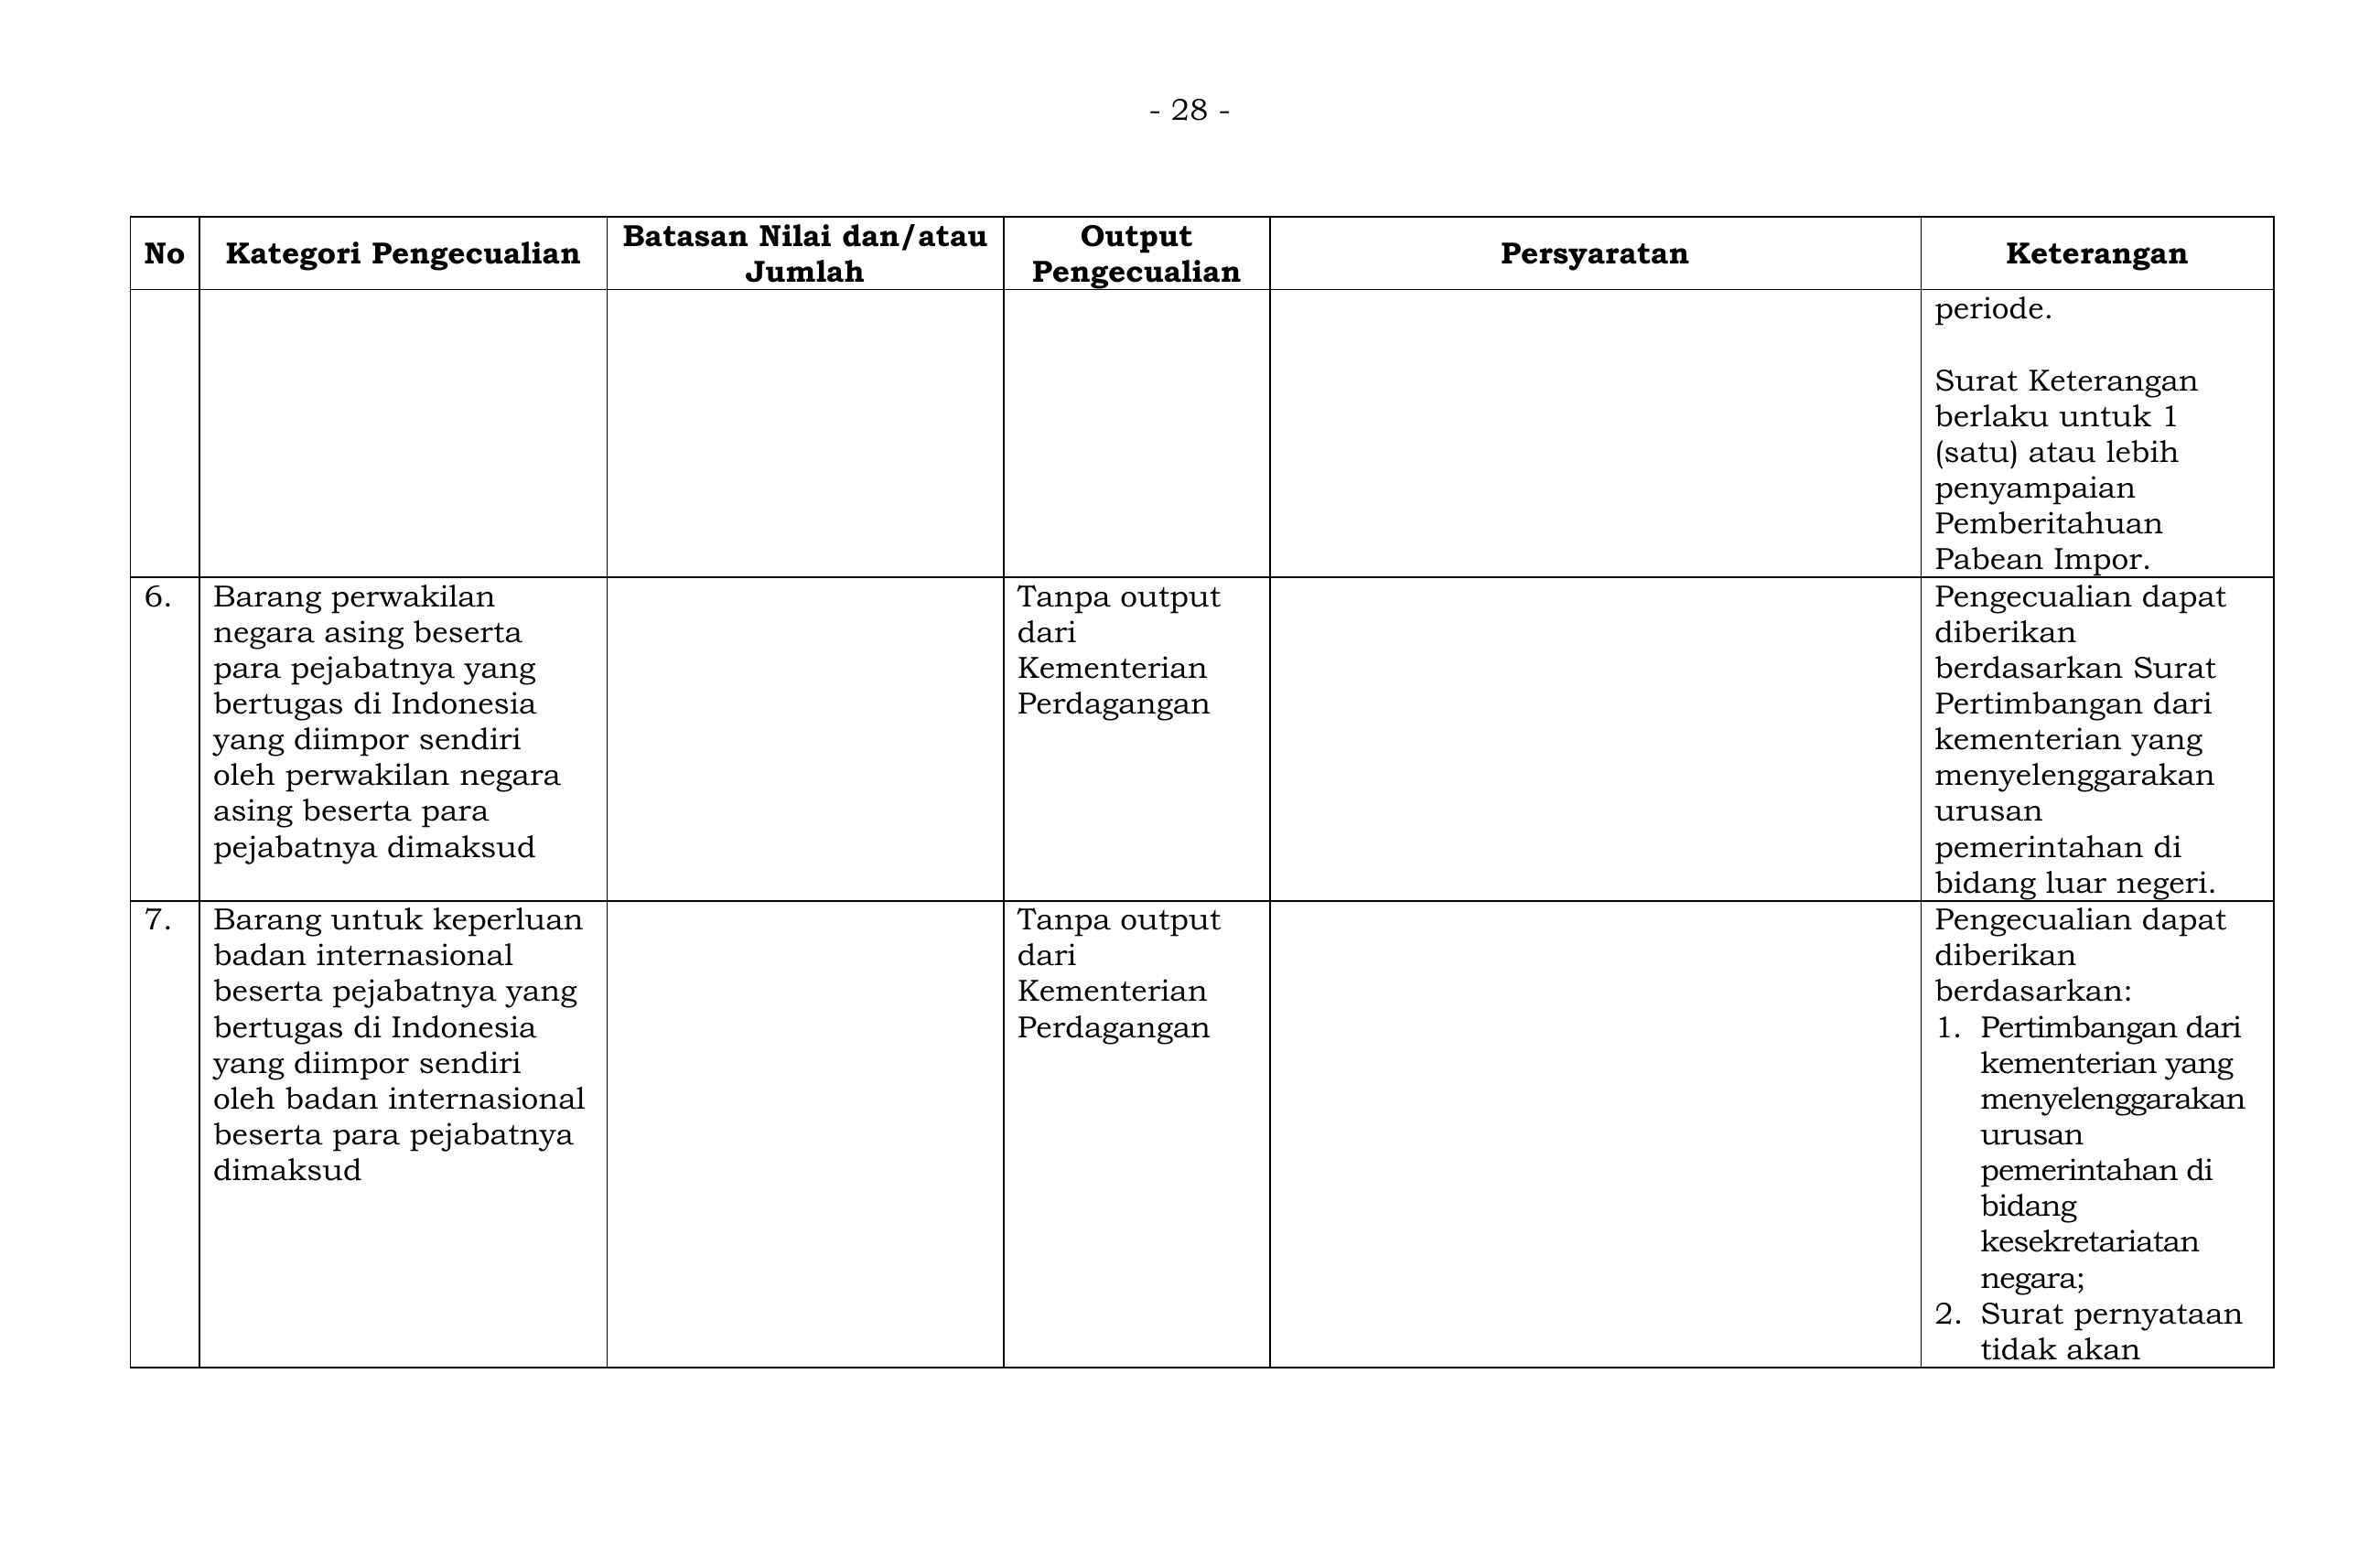 - 28 -
No
Kategori Pengecualian
Batasan Nilai dan/atau
Jumlah
Output
Pengecualian
Persyaratan
Keterangan
periode.
Surat Keterangan
berlaku untuk 1
(satu) atau lebih
penyampaian
Pemberitahuan
Pabean Impor.
6.
Barang perwakilan
negara asing beserta
para pejabatnya yang
bertugas di Indonesia
yang diimpor sendiri
oleh perwakilan negara
asing beserta para
pejabatnya dimaksud
Tanpa output
dari
Kementerian
Perdagangan
Pengecualian dapat
diberikan
berdasarkan Surat
Pertimbangan dari
kementerian yang
menyelenggarakan
urusan
pemerintahan di
bidang luar negeri.
7.
Barang untuk keperluan
badan internasional
beserta pejabatnya yang
bertugas di Indonesia
yang diimpor sendiri
oleh badan internasional
beserta para pejabatnya
dimaksud
Tanpa output
dari
Kementerian
Perdagangan
Pengecualian dapat
diberikan
berdasarkan:
1. Pertimbangan dari
kementerian yang
menyelenggarakan
urusan
pemerintahan di
bidang
kesekretariatan
negara;
2. Surat pernyataan
tidak akan